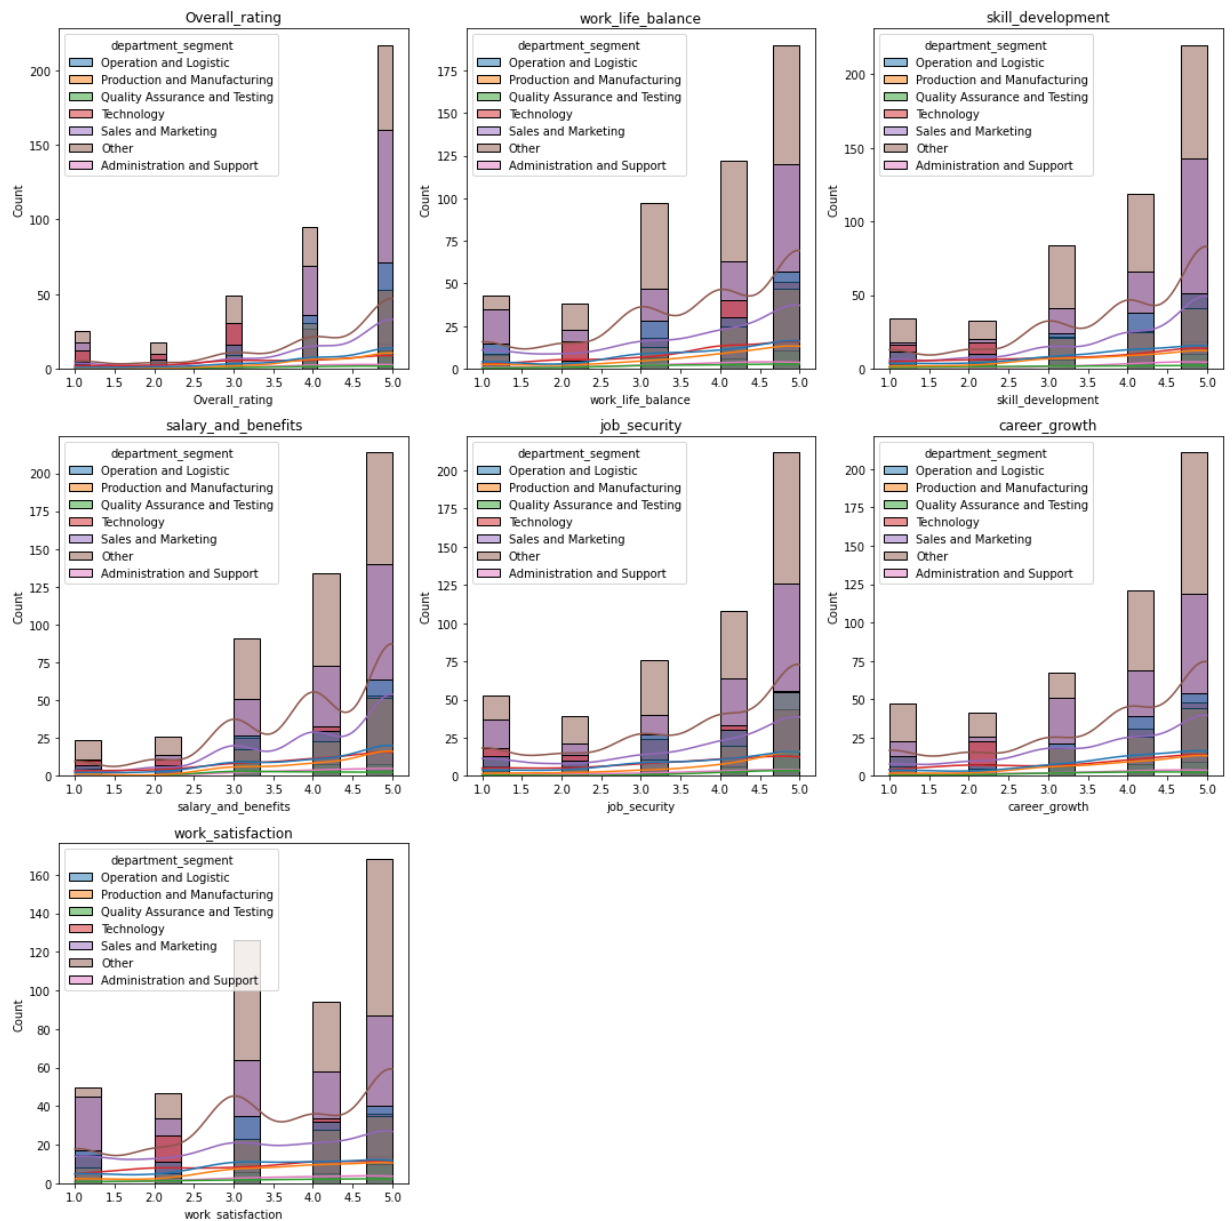 Overall_rating
department_segment
Operation and Logistic
Production and Manufacturing
Quality Assurance and Testing
Technology
Sales and Marketing
Other
Administration and Support
Count
200
150
100
50
0
1.0 1.5 2.0 2.5 3.0 3.5 4.0 4.5 5.0
Overall_rating
work_life_balance
department_segment
Operation and Logistic
Production and Manufacturing
Quality Assurance and Testing
Technology
Sales and Marketing
Other
Administration and Support
Count
175
150
125
100
75
50
25
0
1.0 1.5 2.0 2.5 3.0 3.5 4.0 4.5 5.0
work_life_balance
skill_development
department_segment
Operation and Logistic
Production and Manufacturing
Quality Assurance and Testing
Technology
Sales and Marketing
Other
Administration and Support
Count
200
150
100
50
0
1.0 1.5 2.0 2.5 3.0 3.5 4.0 4.5 5.0
skill_development
salary_and_benefits
department_segment
Operation and Logistic
Production and Manufacturing
Quality Assurance and Testing
Technology
Sales and Marketing
Other
Administration and Support
Count
200
175
150
125
100
75
50
25
0
1.0 1.5 2.0 2.5 3.0 3.5 4.0 4.5 5.0
salary_and_benefits
job_security
department_segment
Operation and Logistic
Production and Manufacturing
Quality Assurance and Testing
Technology
Sales and Marketing
Other
Administration and Support
Count
200
175
150
125
100
75
50
25
0
1.0 1.5 2.0 2.5 3.0 3.5 4.0 4.5 5.0
job_security
career_growth
department_segment
Operation and Logistic
Production and Manufacturing
Quality Assurance and Testing
Technology
Sales and Marketing
Other
Administration and Support
Count
200
175
150
125
100
75
50
25
0
1.0 1.5 2.0 2.5 3.0 3.5 4.0 4.5 5.0
career_growth
work_satisfaction
department_segment
Operation and Logistic
Production and Manufacturing
Quality Assurance and Testing
Technology
Sales and Marketing
Other
Administration and Support
Count
160
140
120
100
80
60
40
20
0
1.0 1.5 2.0 2.5 3.0 3.5 4.0 4.5 5.0
work_satisfaction